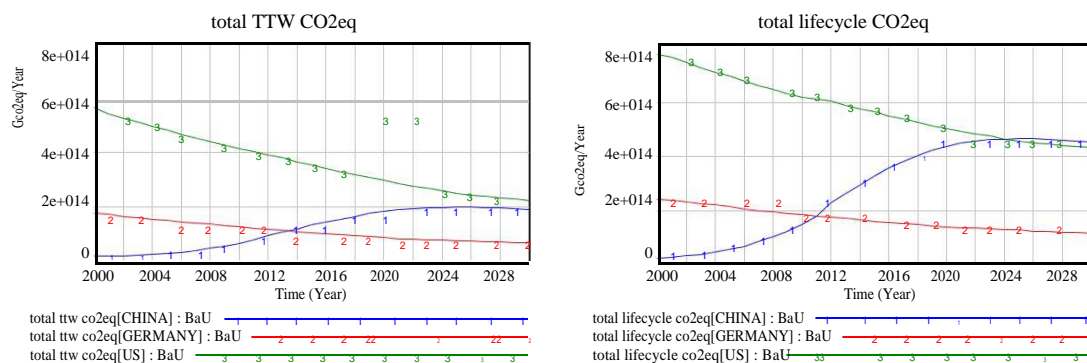 total TTW CO2eq
8e+014
6e+014
4e+014
2e+014
0
Gco2eq/Year
2000 2004 2008 2012 2016 2020 2024 2028
Time (Year)
total ttw co2eq[CHINA] : BaU
total ttw co2eq[GERMANY] : BaU
total ttw co2eq[US] : BaU
total lifecycle CO2eq
8e+014
6e+014
4e+014
2e+014
0
Gco2eq/Year
2000 2004 2008 2012 2016 2020 2024 2028
Time (Year)
total lifecycle co2eq[CHINA] : BaU
total lifecycle co2eq[GERMANY] : BaU
total lifecycle co2eq[US] : BaU